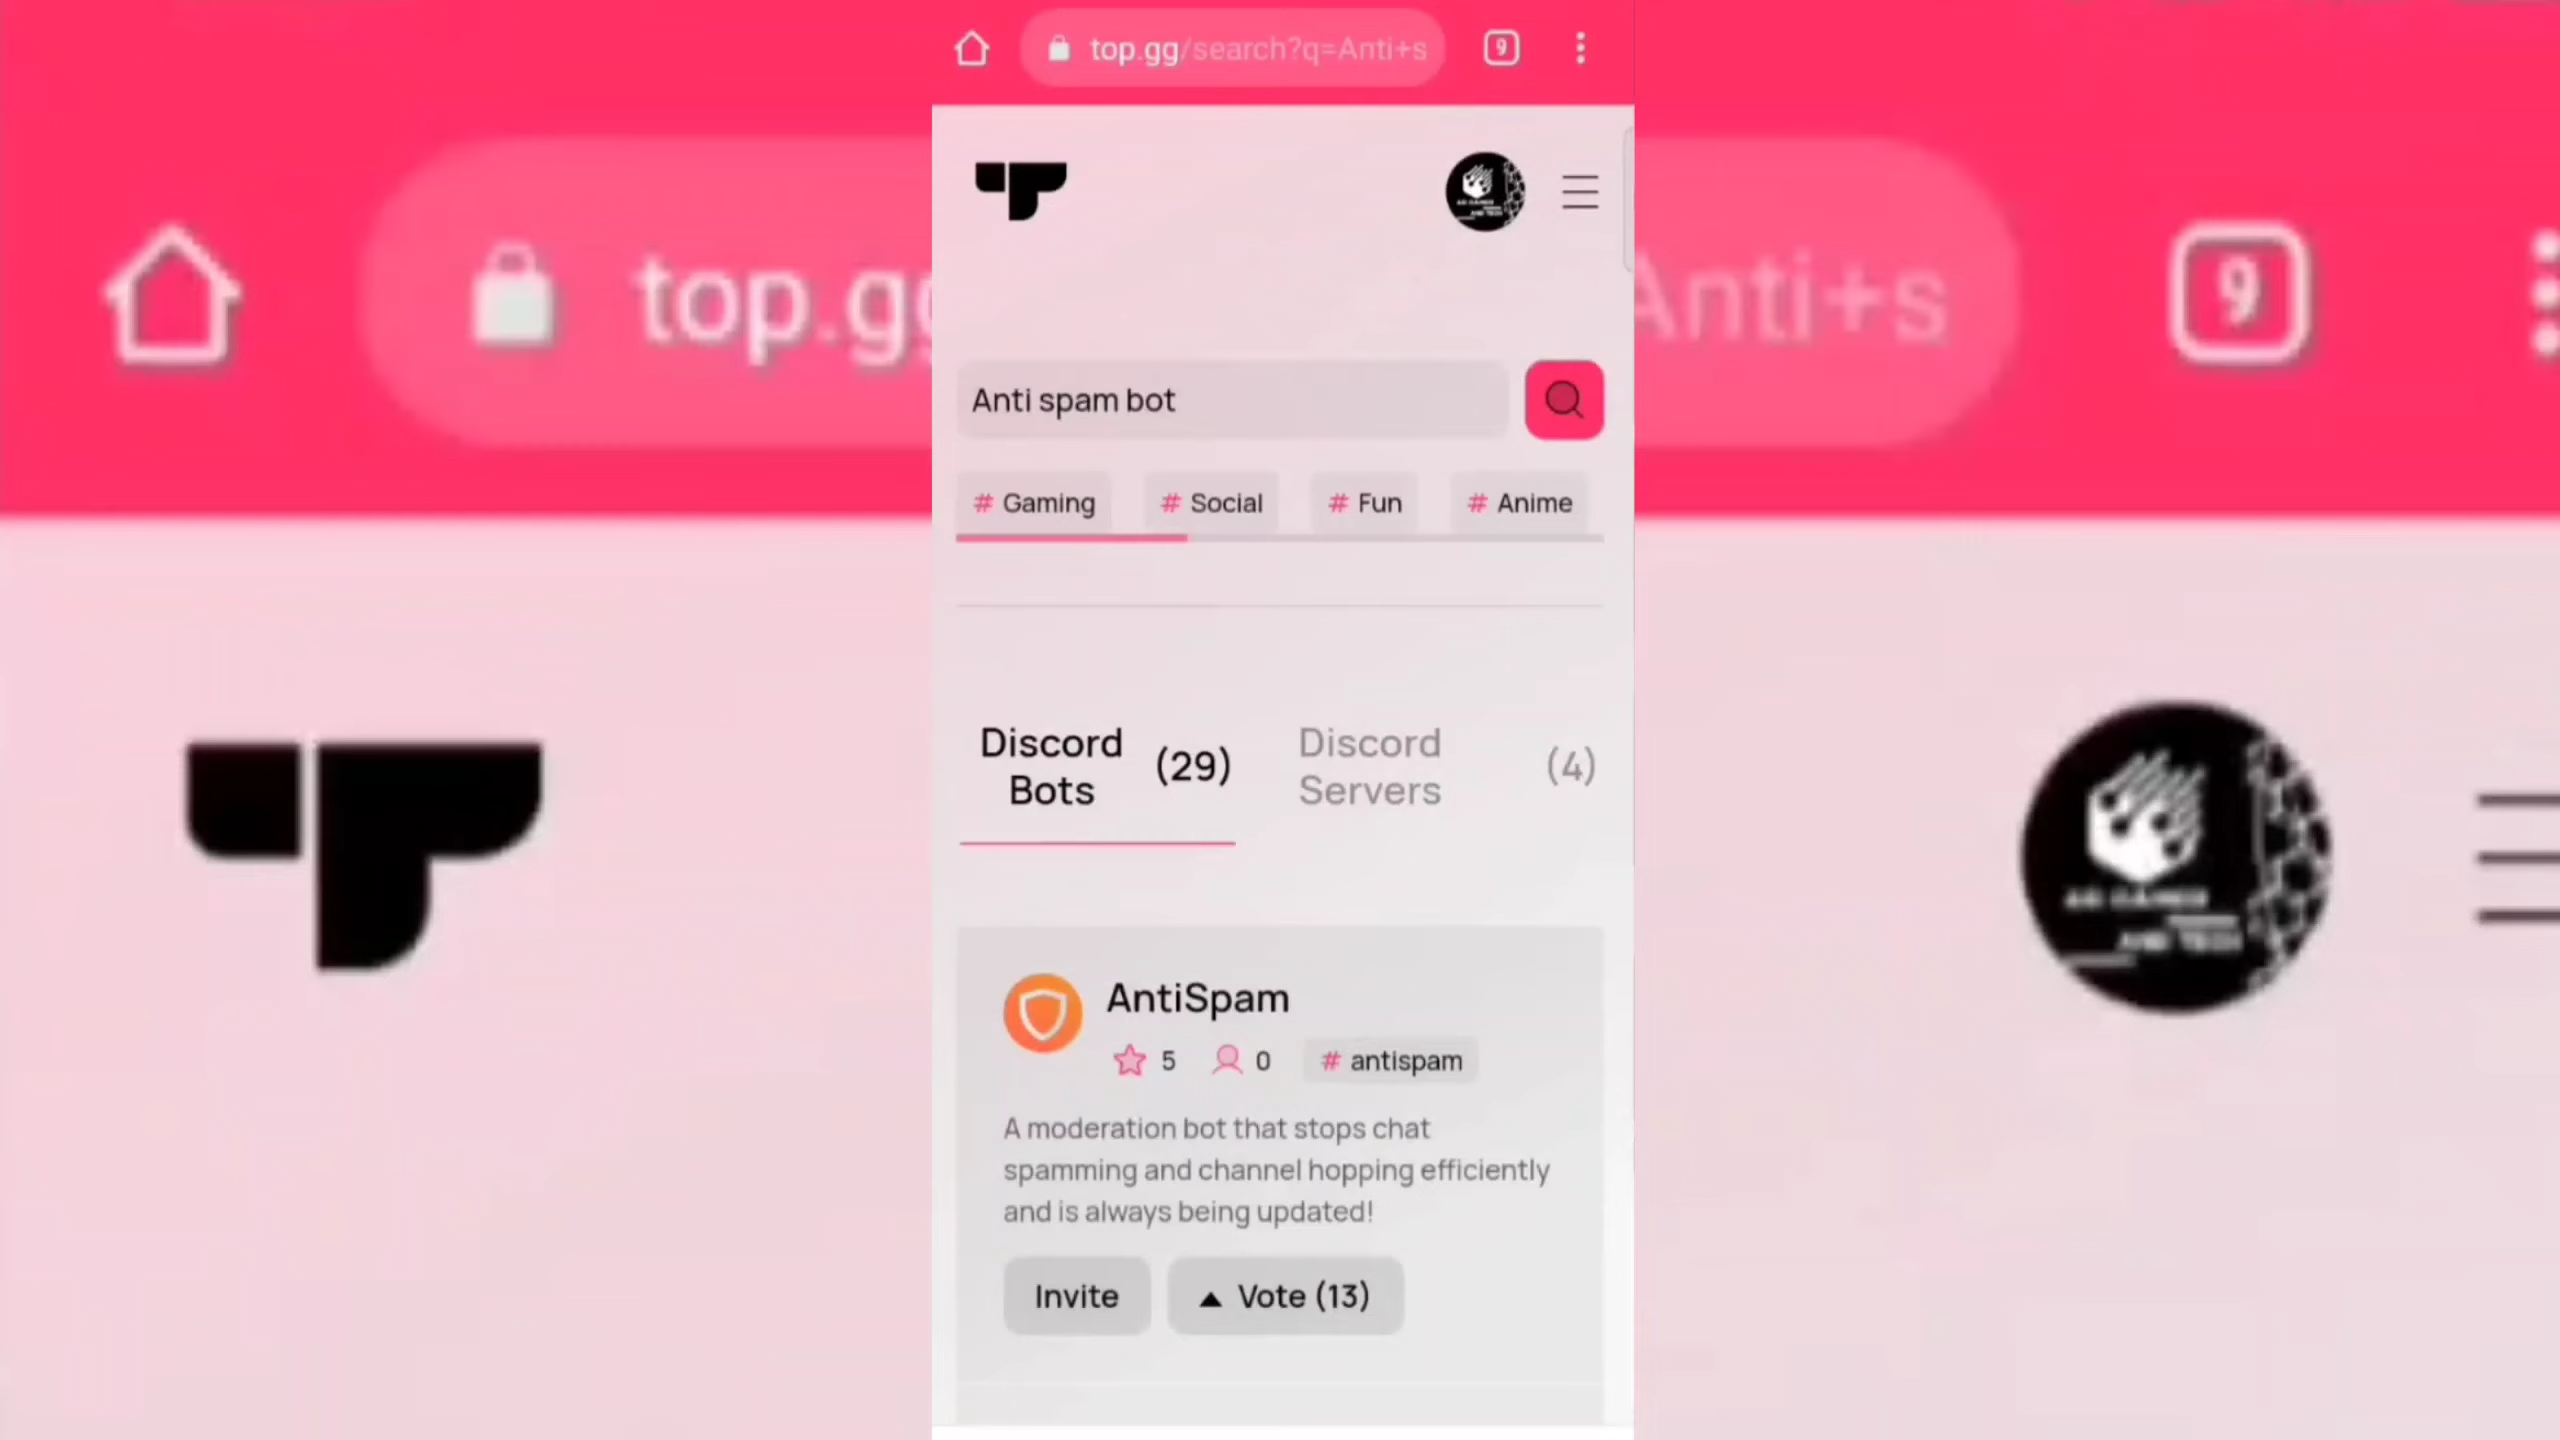 top.gg/search?q=Anti+s
9
Anti spam bot
# Gaming
# Social
# Fun
# Anime
Discord Bots (29)
Discord Servers (4)
AntiSpam
5
0
# antispam
A moderation bot that stops chat
spamming and channel hopping efficiently
and is always being updated!
Invite
Vote (13)
top.g
Anti+s
9
AND TECH